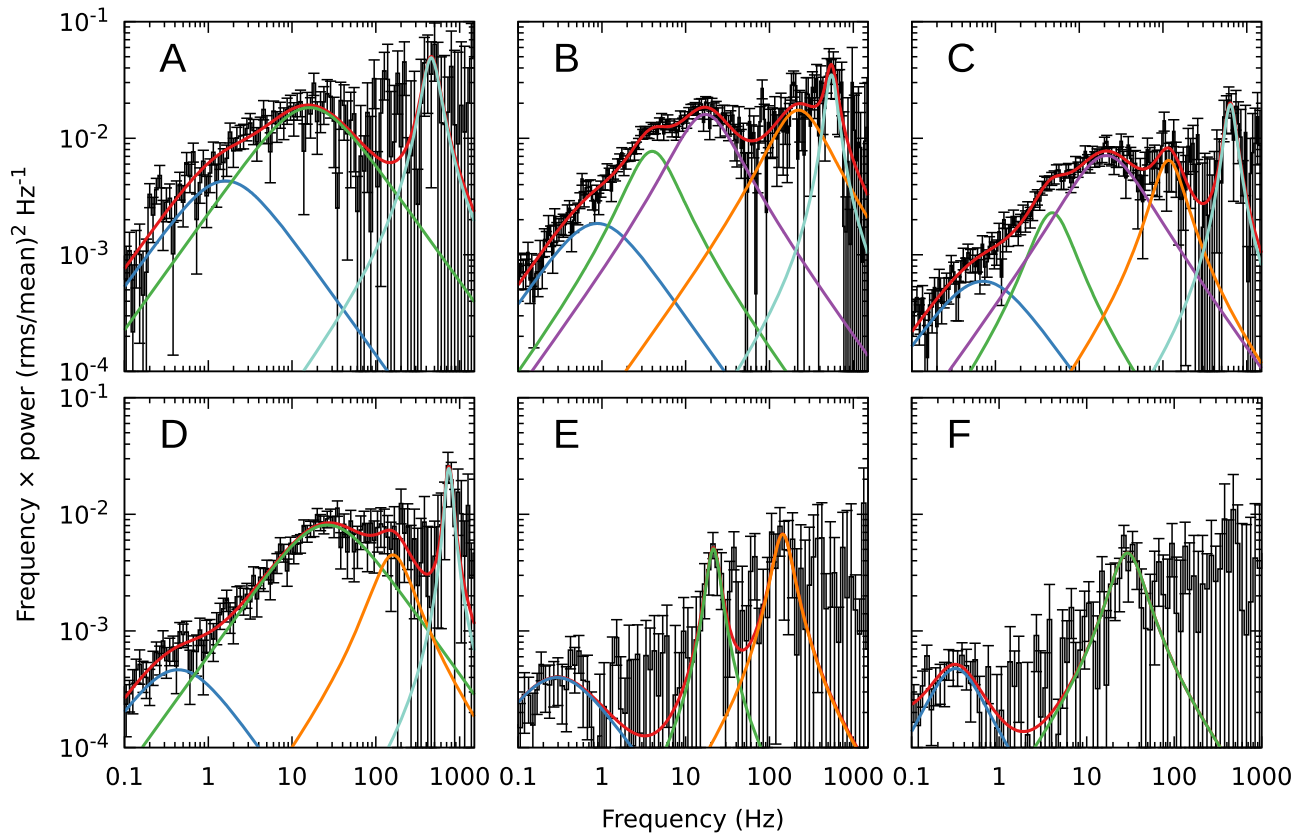 10⁻¹
A
B
C
10⁻²
10⁻³
10⁻⁴
10⁻¹
D
E
F
10⁻²
10⁻³
10⁻⁴
0.1 1 10 100 1000 0.1 1 10 100 1000 0.1 1 10 100 1000
Frequency × power (rms/mean)² Hz⁻¹
Frequency (Hz)